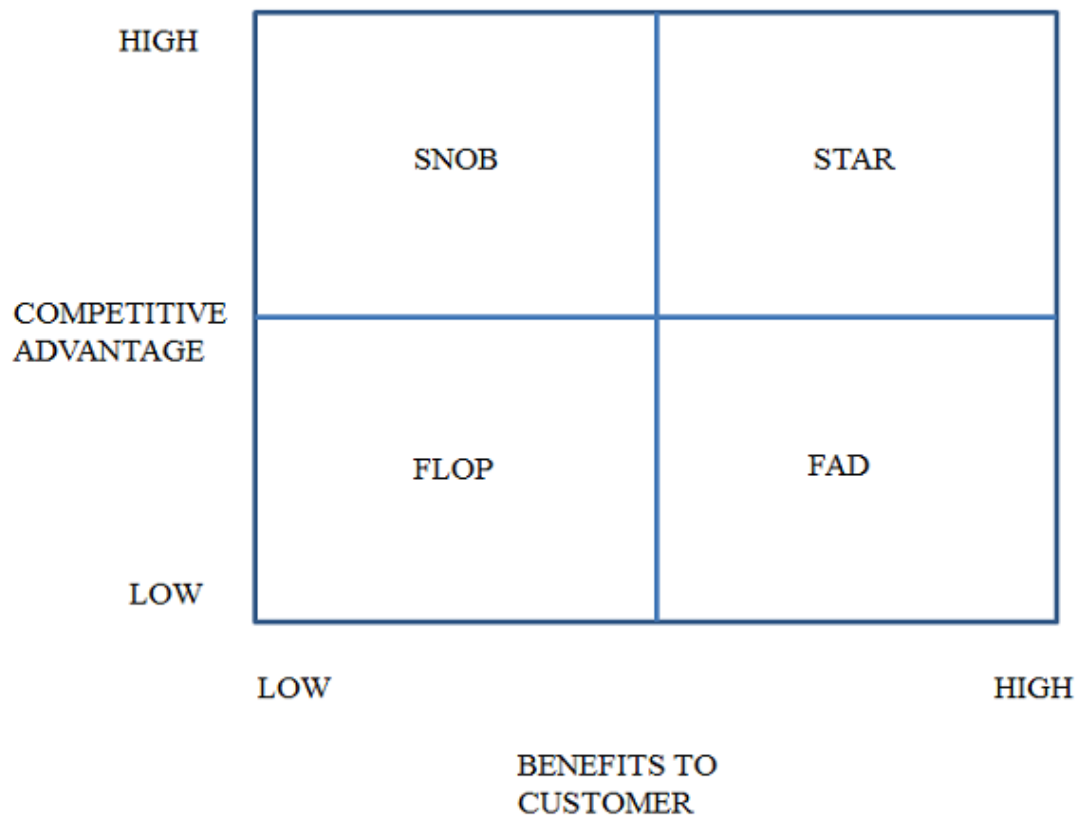 HIGH
SNOB
STAR
COMPETITIVE
ADVANTAGE
FLOP
FAD
LOW
LOW
HIGH
BENEFITS TO
CUSTOMER